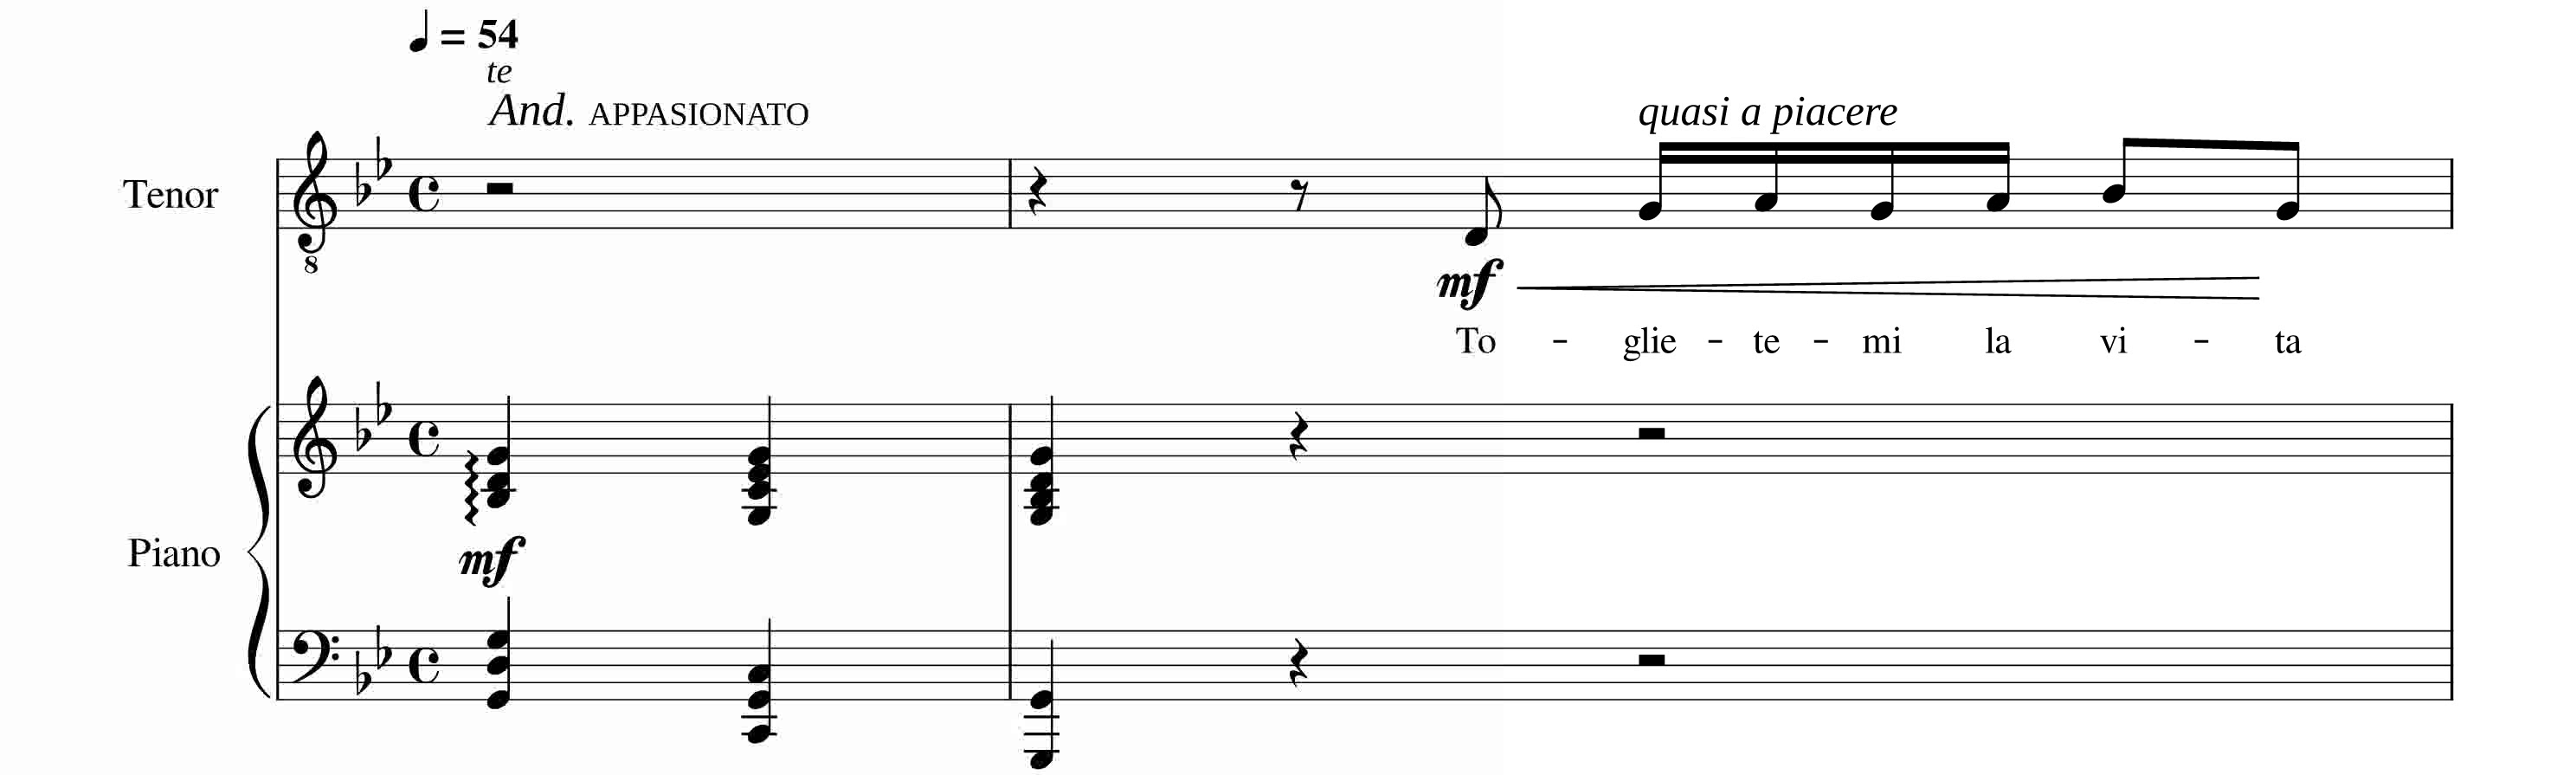 ♩ = 54
te
And. APPASIONATO
quasi a piacere
Tenor
8
mf
To - glie - te - mi la vi - ta
Piano
mf